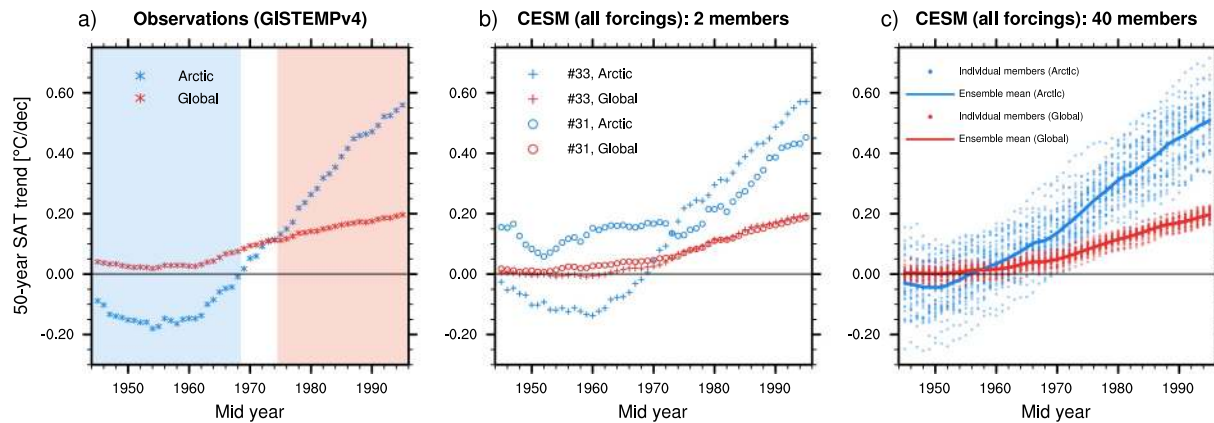 a) Observations (GISTEMPv4)
b) CESM (all forcings): 2 members
c) CESM (all forcings): 40 members
50-year SAT trend [°C/dec]
0.60
0.40
0.20
0.00
-0.20
Arctic
Global
1950 1960 1970 1980 1990
Mid year
0.60
0.40
0.20
0.00
-0.20
#33, Arctic
#33, Global
#31, Arctic
#31, Global
1950 1960 1970 1980 1990
Mid year
0.60
0.40
0.20
0.00
-0.20
Individual members (Arctic)
Ensemble mean (Arctic)
Individual members (Global)
Ensemble mean (Global)
1950 1960 1970 1980 1990
Mid year